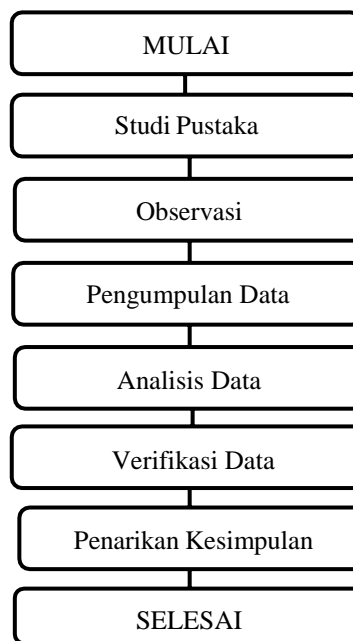 MULAI
Studi Pustaka
Observasi
Pengumpulan Data
Analisis Data
Verifikasi Data
Penarikan Kesimpulan
SELESAI